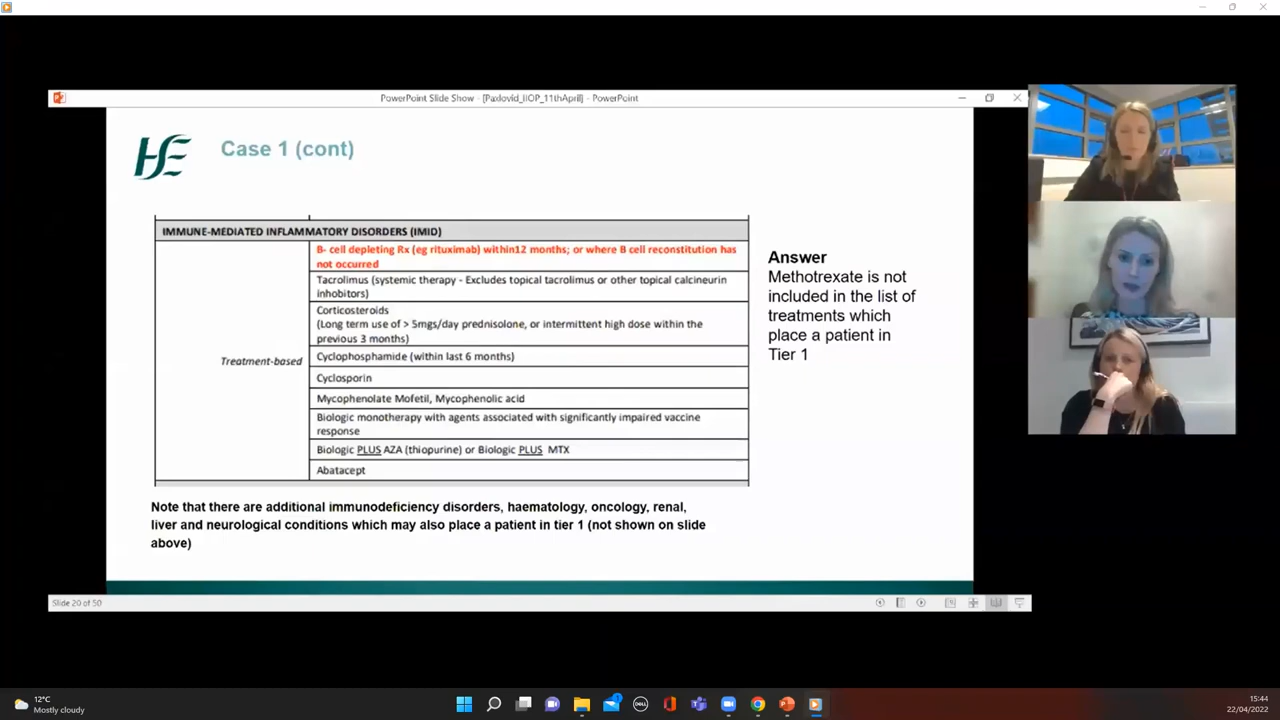 PowerPoint Slide Show - [Paxlovid_IIOP_11thApril] - PowerPoint
HE
Case 1 (cont)
IMMUNE-MEDIATED INFLAMMATORY DISORDERS (IMID)
Treatment-based
B- cell depleting Rx (eg rituximab) within12 months; or where B cell reconstitution has
not occurred
Tacrolimus (systemic therapy - Excludes topical tacrolimus or other topical calcineurin
inhobitors)
Corticosteroids
(Long term use of > 5mgs/day prednisolone, or intermittent high dose within the
previous 3 months)
Cyclophosphamide (within last 6 months)
Cyclosporin
Mycophenolate Mofetil, Mycophenolic acid
Biologic monotherapy with agents associated with significantly impaired vaccine
response
Biologic PLUS AZA (thiopurine) or Biologic PLUS MTX
Abatacept
Answer
Methotrexate is not
included in the list of
treatments which
place a patient in
Tier 1
Note that there are additional immunodeficiency disorders, haematology, oncology, renal,
liver and neurological conditions which may also place a patient in tier 1 (not shown on slide
above)
Slide 20 of 50
12°C
Mostly cloudy
DELL
15:44
22/04/2022